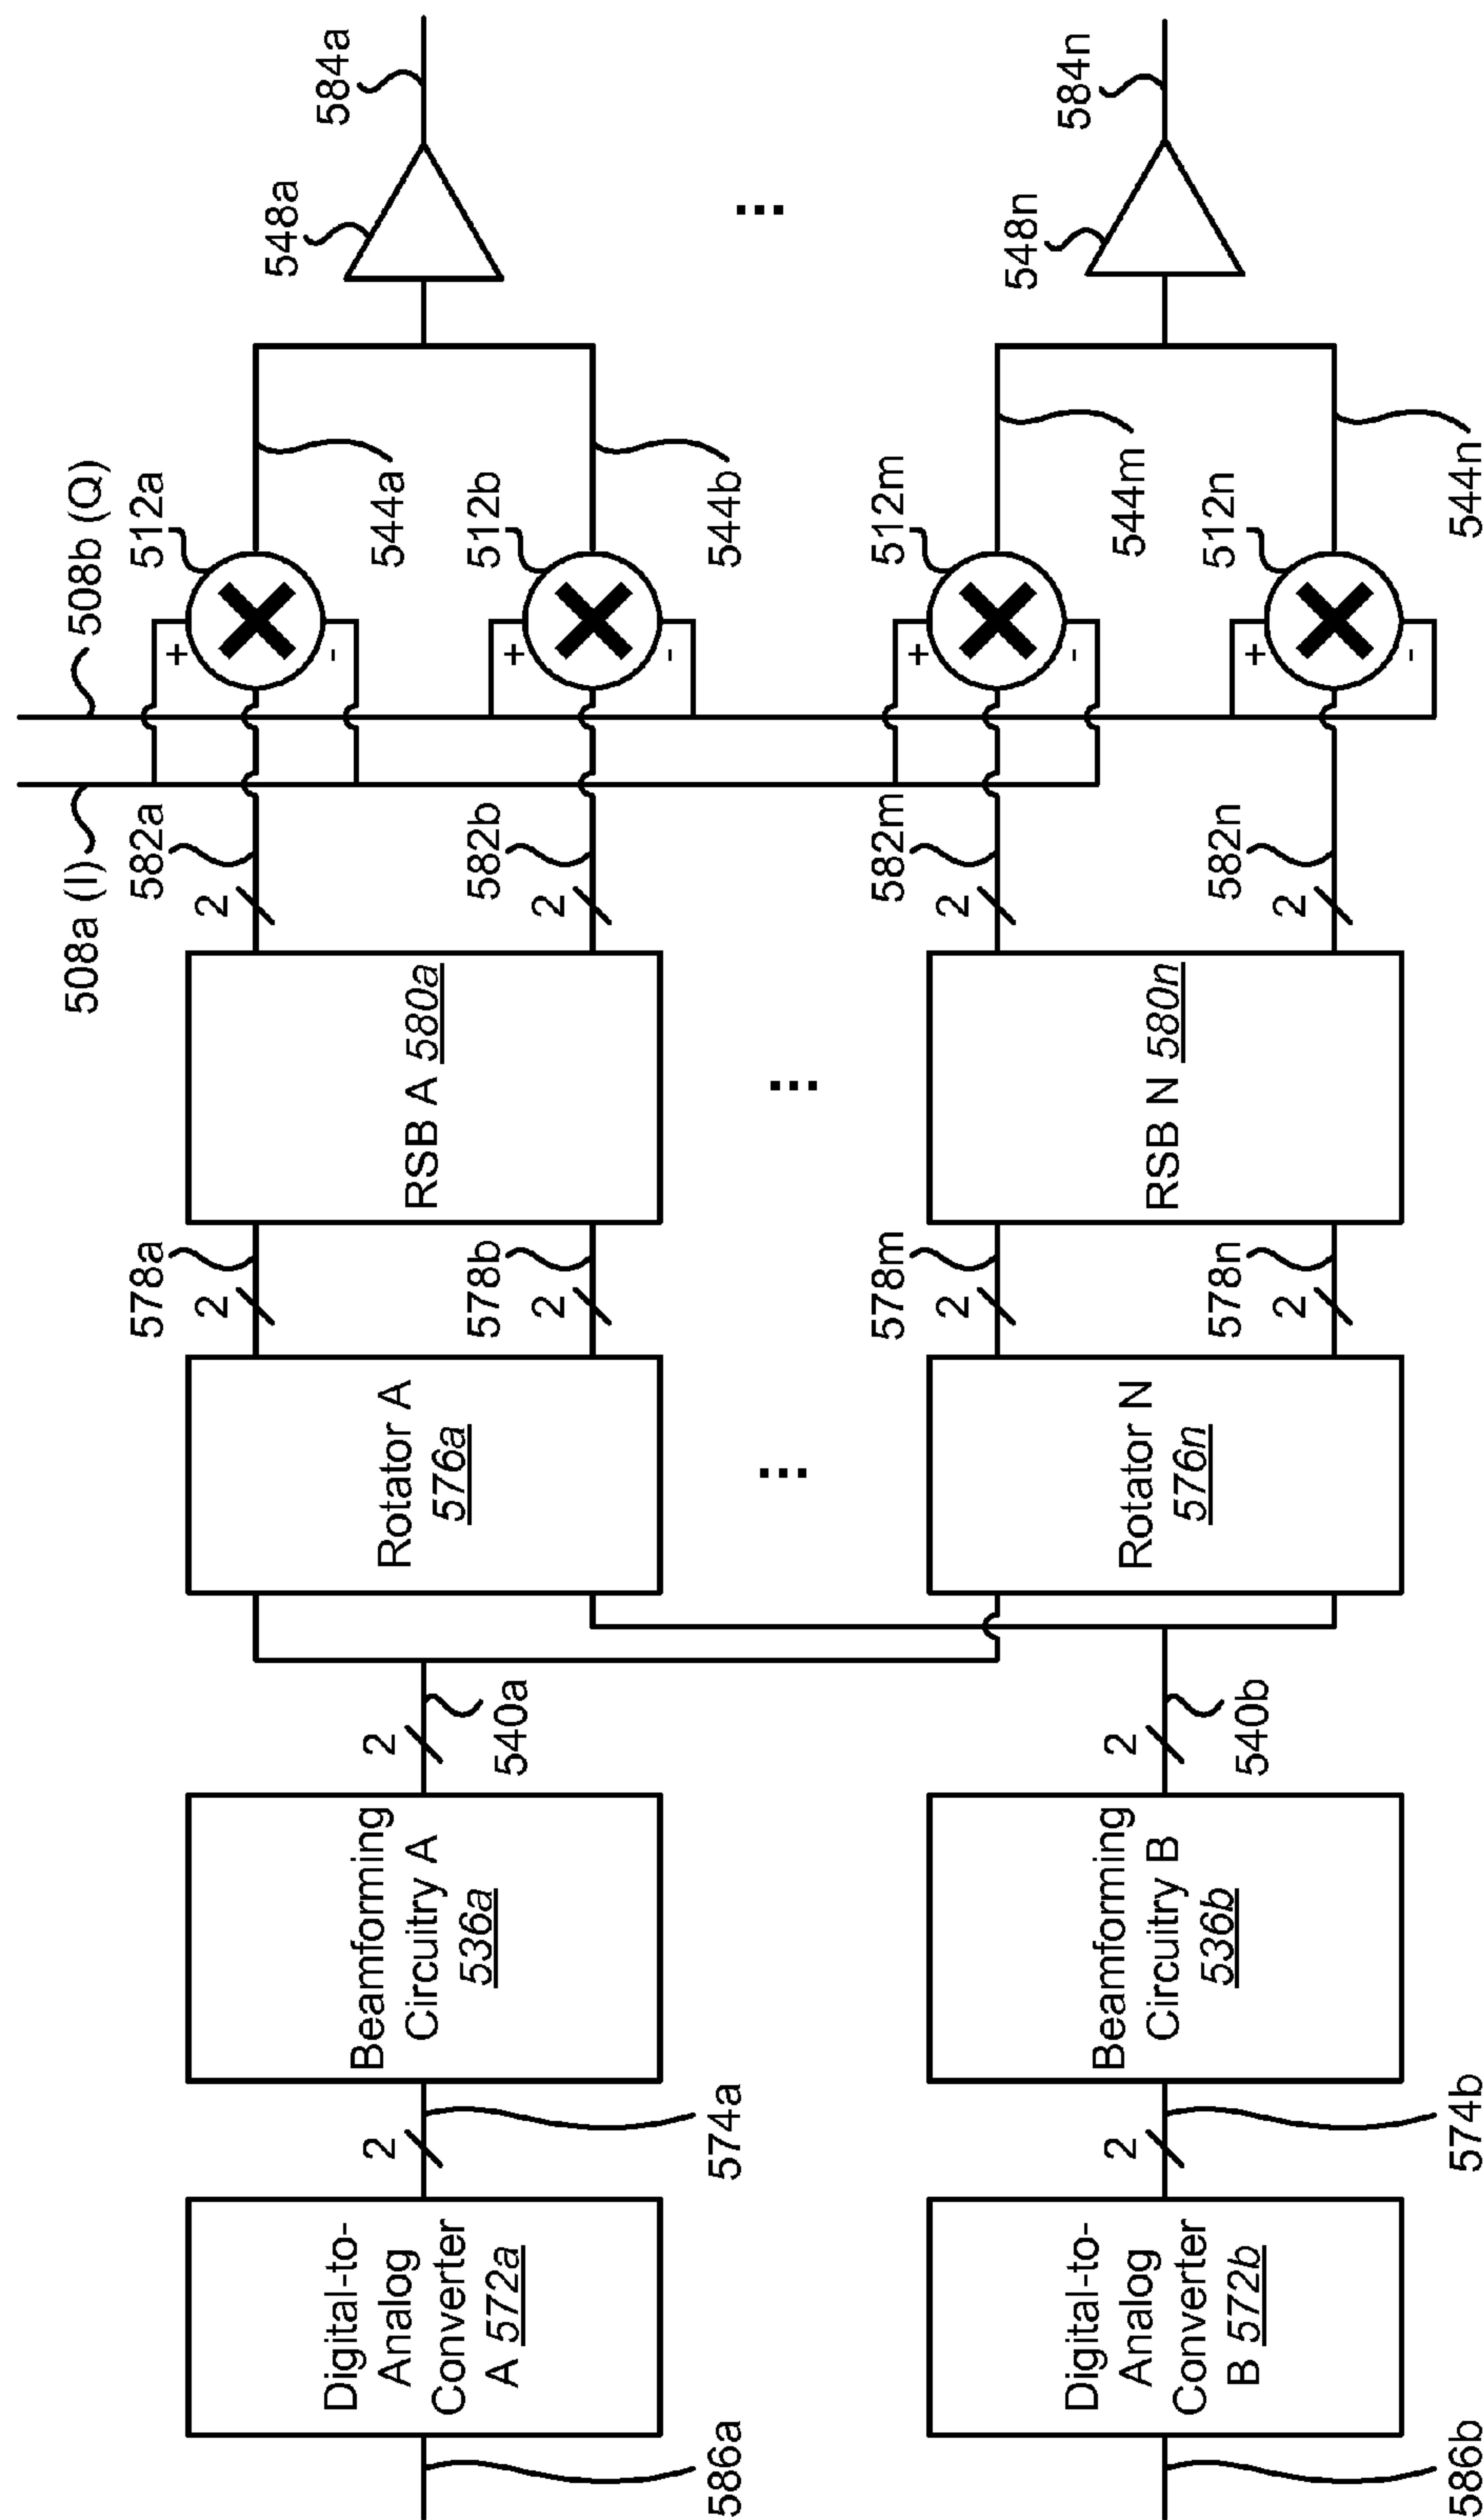 586a
Digital-to-
Analog
Converter
A 572a
2
574a
Beamforming
Circuitry A
536a
2
540a
Rotator A
576a
578a
2
578b
2
RSB A 580a
508a (I)
582a
2
582b
2
508b (Q)
512a
+
-
544a
512b
+
-
544b
548a
584a
...
...
...
586b
Digital-to-
Analog
Converter
B 572b
2
574b
Beamforming
Circuitry B
536b
2
540b
Rotator N
576n
578m
2
578n
2
RSB N 580n
582m
2
582n
2
512m
+
-
544m
512n
+
-
544n
548n
584n